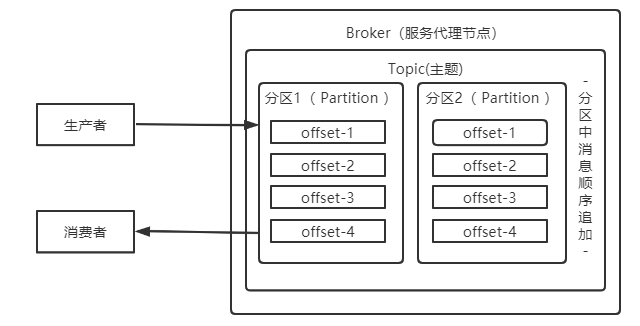 Broker（服务代理节点）
Topic(主题)
生产者
消费者
分区1（ Partition ）
offset-1
offset-2
offset-3
offset-4
分区2（ Partition ）
offset-1
offset-2
offset-3
offset-4
-
分
区
中
消
息
顺
序
追
加
-